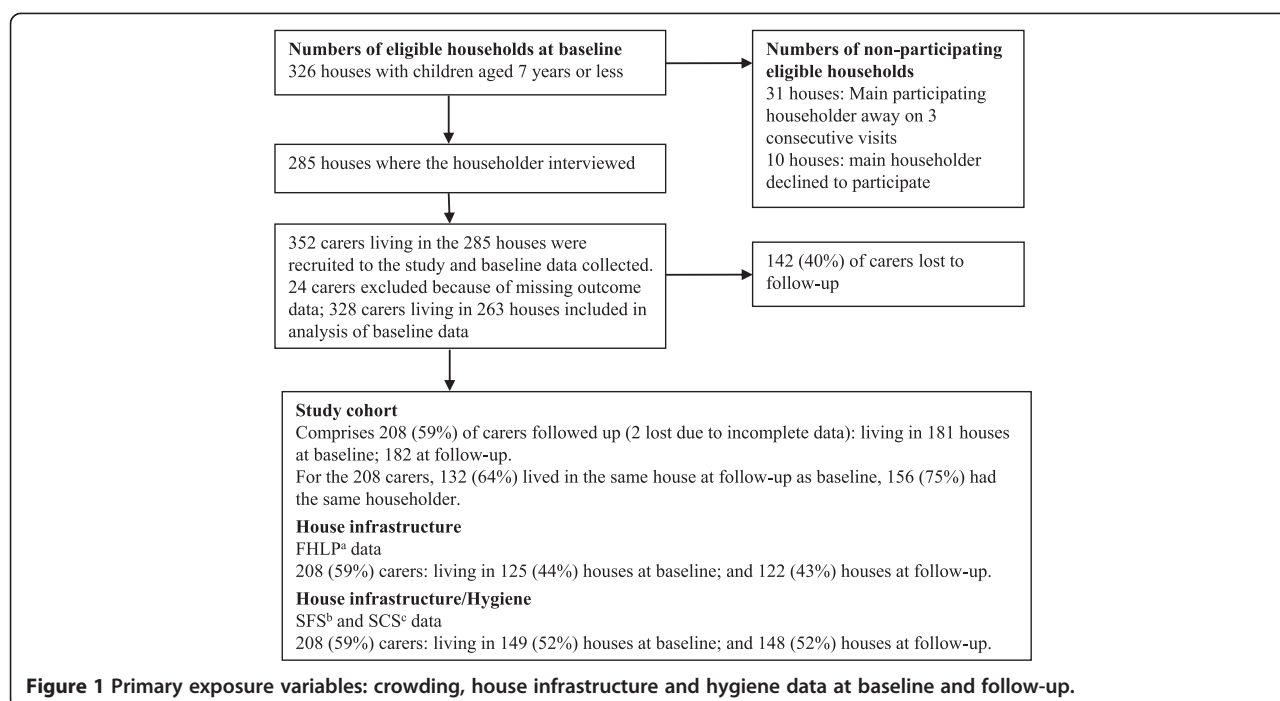 Numbers of eligible households at baseline
326 houses with children aged 7 years or less
Numbers of non-participating
eligible households
31 houses: Main participating
householder away on 3
consecutive visits
10 houses: main householder
declined to participate
285 houses where the householder interviewed
352 carers living in the 285 houses were
recruited to the study and baseline data collected.
24 carers excluded because of missing outcome
data; 328 carers living in 263 houses included in
analysis of baseline data
142 (40%) of carers lost to
follow-up
Study cohort
Comprises 208 (59%) of carers followed up (2 lost due to incomplete data): living in 181 houses
at baseline; 182 at follow-up.
For the 208 carers, 132 (64%) lived in the same house at follow-up as baseline, 156 (75%) had
the same householder.
House infrastructure
FHLPᵃ data
208 (59%) carers: living in 125 (44%) houses at baseline; and 122 (43%) houses at follow-up.
House infrastructure/Hygiene
SFSᵇ and SCSᶜ data
208 (59%) carers: living in 149 (52%) houses at baseline; and 148 (52%) houses at follow-up.
Figure 1 Primary exposure variables: crowding, house infrastructure and hygiene data at baseline and follow-up.